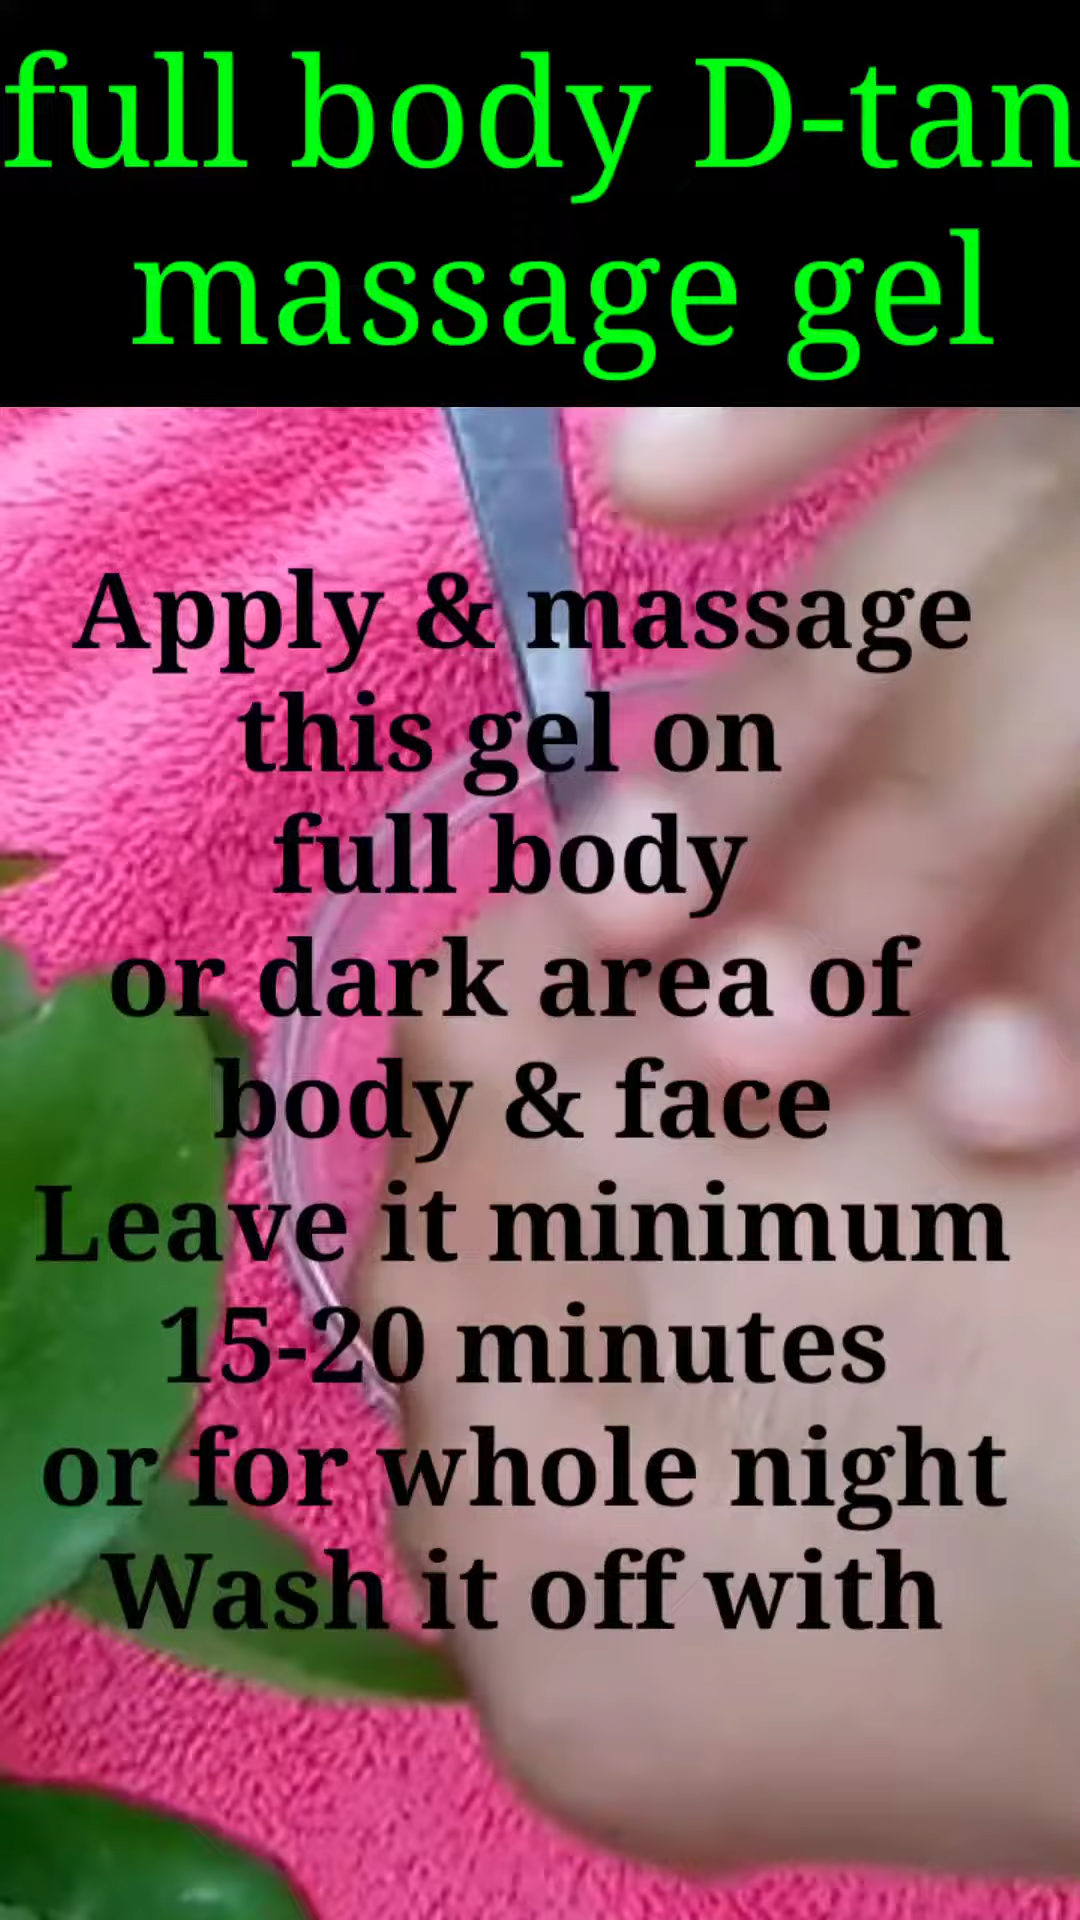 full body D-tan
massage gel
Apply & massage
this gel on
full body
or dark area of
body & face
Leave it minimum
15-20 minutes
or for whole night
Wash it off with